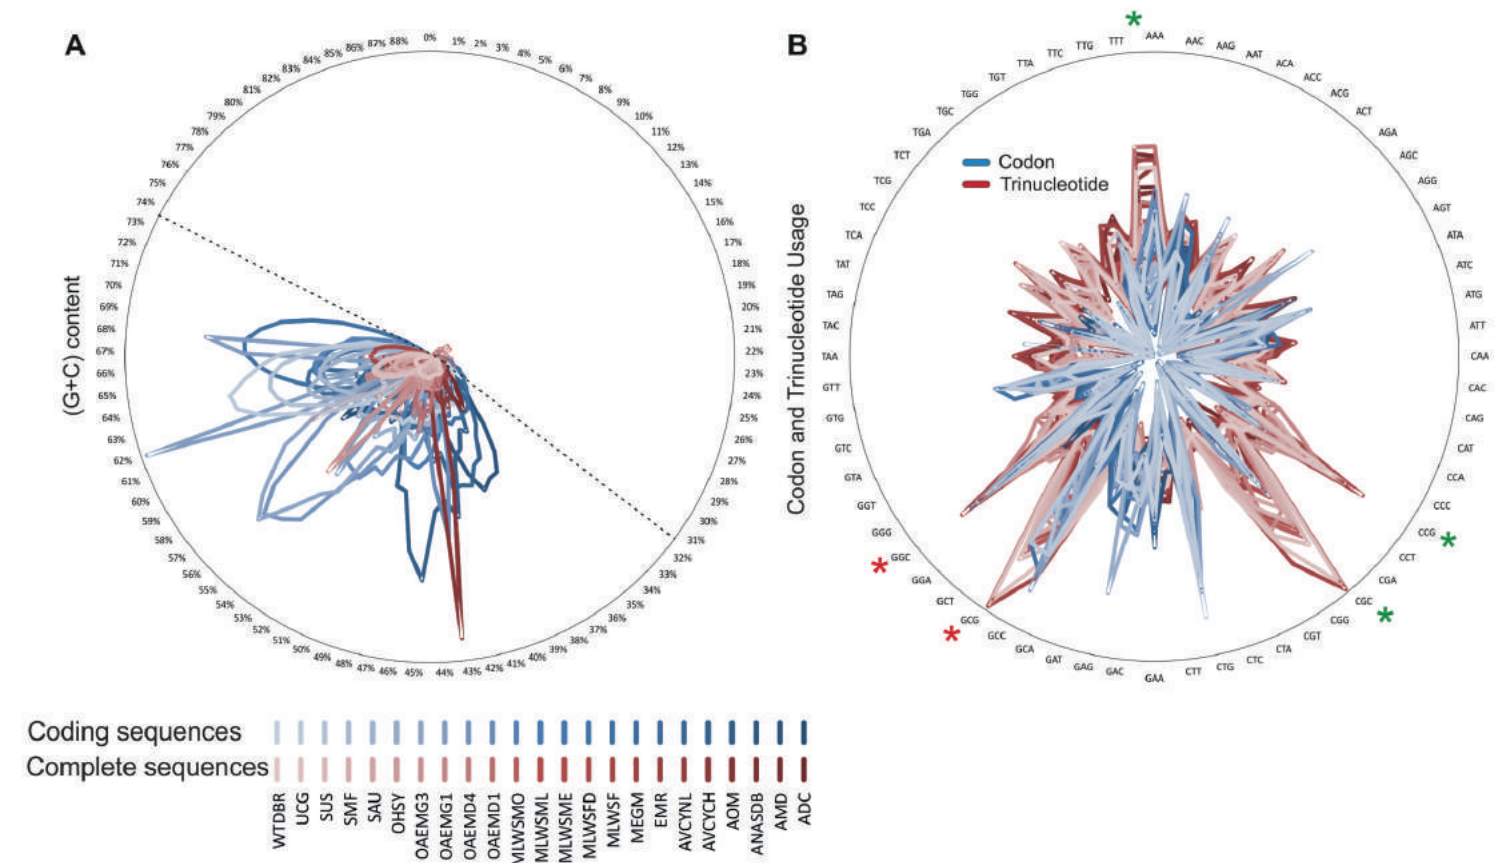 A
0%
1%
2%
3%
4%
5%
6%
7%
8%
9%
10%
11%
12%
13%
14%
15%
16%
17%
18%
19%
20%
21%
22%
23%
24%
25%
26%
27%
28%
29%
30%
31%
32%
33%
34%
35%
36%
37%
38%
39%
40%
41%
42%
43%
44%
45%
46%
47%
48%
49%
50%
51%
52%
53%
54%
55%
56%
57%
58%
59%
60%
61%
62%
63%
64%
65%
66%
67%
68%
69%
70%
71%
72%
73%
74%
75%
76%
77%
78%
79%
80%
81%
82%
83%
84%
85%
86%
87%
88%
(G+C) content
B
*
AAA
AAC
AAG
AAT
ACA
ACC
ACG
ACT
AGA
AGC
AGG
AGT
ATA
ATC
ATG
ATT
CAA
CAC
CAG
CAT
CCA
CCC
CCG
*
CCT
CGA
CGC
*
CGG
CGT
CTA
CTC
CTG
CTT
GAA
GAC
GAG
GAT
GCA
GCC
GCG
*
GCT
GGA
GGC
*
GGG
GGT
GTA
GTC
GTG
GTT
TAA
TAC
TAG
TAT
TCA
TCC
TCG
TCT
TGA
TGC
TGG
TGT
TTA
TTC
TTG
TTT
Codon
Trinucleotide
Codon and Trinucleotide Usage
Coding sequences
Complete sequences
WTDBR
UCG
SUS
SMF
SAU
OHSY
OAEMG3
OAEMG1
OAEMD4
OAEMD1
MLWSMO
MLWSML
MLWSME
MLWSFD
MLWSF
MEGM
EMR
AVCYNL
AVCYCH
AOM
ANASDB
AMD
ADC